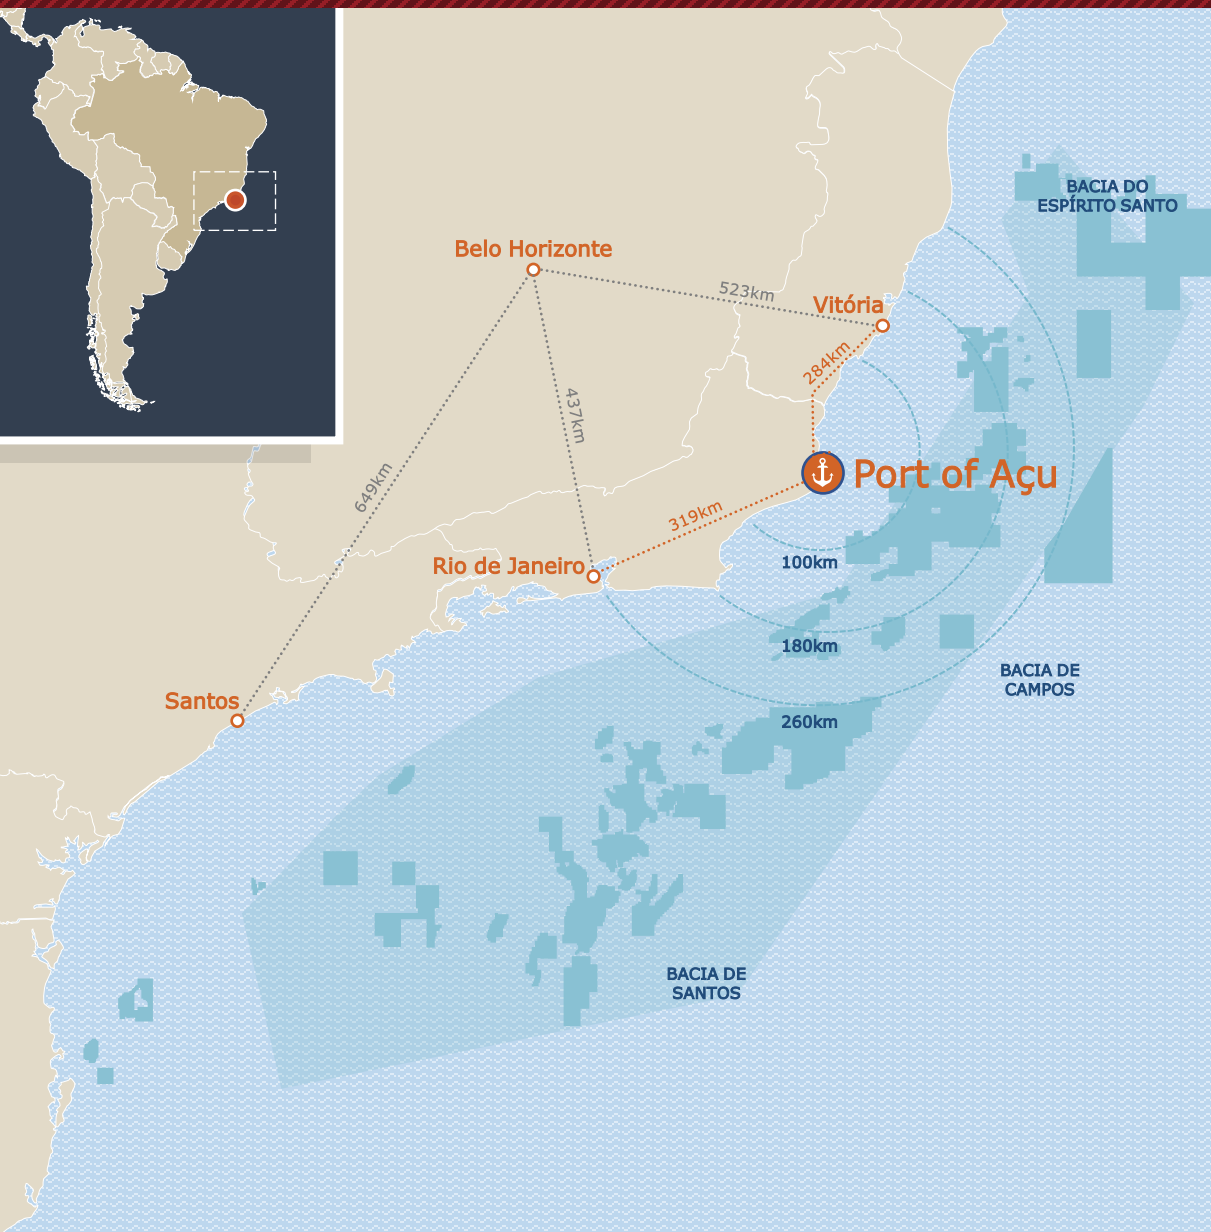 BACIA DO
ESPÍRITO SANTO
Belo Horizonte
523km
Vitória
284km
437km
649km
Port of Açu
319km
Rio de Janeiro
100km
180km
BACIA DE
CAMPOS
Santos
260km
BACIA DE
SANTOS